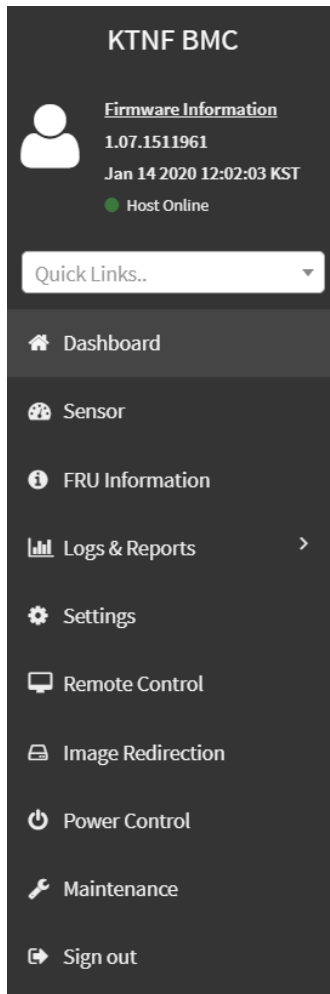 KTNF BMC
Firmware Information
1.07.1511961
Jan 14 2020 12:02:03 KST
Host Online
Quick Links..
Dashboard
Sensor
FRU Information
Logs & Reports
Settings
Remote Control
Image Redirection
Power Control
Maintenance
Sign out